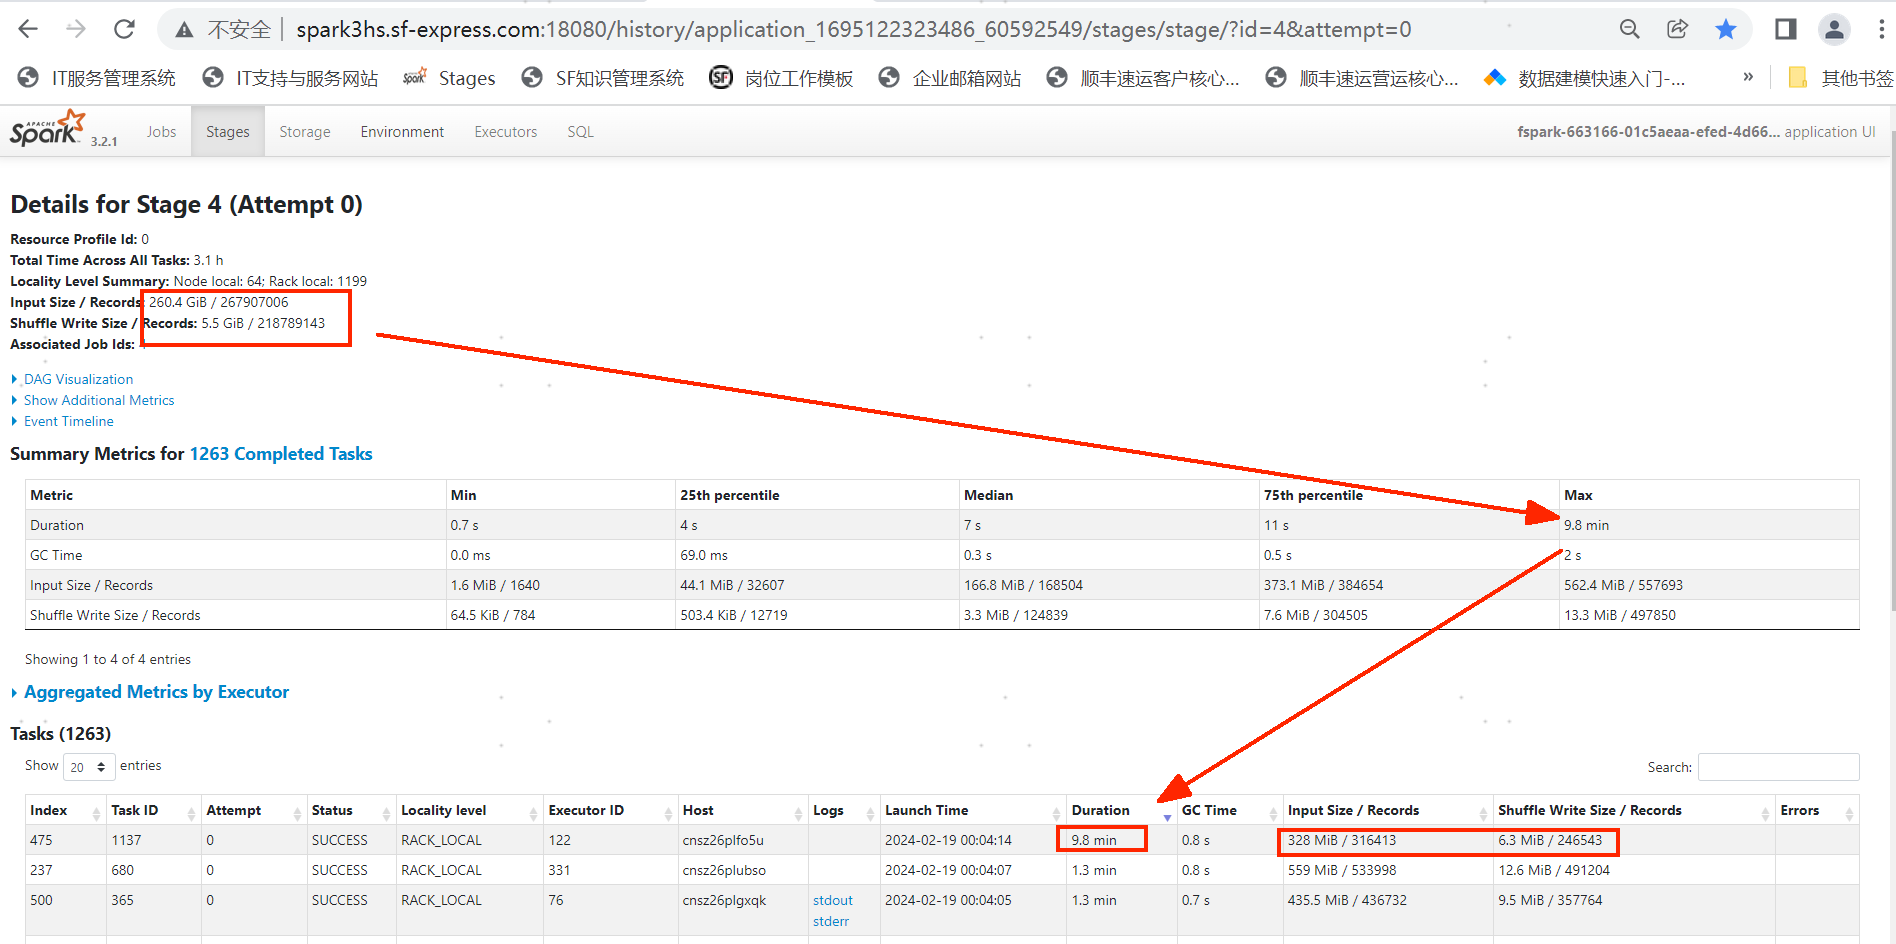 不安全 | spark3hs.sf-express.com:18080/history/application_1695122323486_60592549/stages/stage/?id=4&attempt=0
IT服务管理系统 IT支持与服务网站 Spark Stages SF知识管理系统 SF 岗位工作模板 企业邮箱网站 顺丰速运客户核心... 顺丰速运营运核心... 数据建模快速入门-... » 其他书签
APACHE Spark 3.2.1 Jobs Stages Storage Environment Executors SQL fspark-663166-01c5aeaa-efed-4d66... application UI
Details for Stage 4 (Attempt 0)
Resource Profile Id: 0
Total Time Across All Tasks: 3.1 h
Locality Level Summary: Node local: 64; Rack local: 1199
Input Size / Records: 260.4 GiB / 267907006
Shuffle Write Size / Records: 5.5 GiB / 218789143
Associated Job Ids:
DAG Visualization
Show Additional Metrics
Event Timeline
Summary Metrics for 1263 Completed Tasks
Metric Min 25th percentile Median 75th percentile Max
Duration 0.7 s 4 s 7 s 11 s 9.8 min
GC Time 0.0 ms 69.0 ms 0.3 s 0.5 s 2 s
Input Size / Records 1.6 MiB / 1640 44.1 MiB / 32607 166.8 MiB / 168504 373.1 MiB / 384654 562.4 MiB / 557693
Shuffle Write Size / Records 64.5 KiB / 784 503.4 KiB / 12719 3.3 MiB / 124839 7.6 MiB / 304505 13.3 MiB / 497850
Showing 1 to 4 of 4 entries
Aggregated Metrics by Executor
Tasks (1263)
Show 20 entries Search:
Index Task ID Attempt Status Locality level Executor ID Host Logs Launch Time Duration GC Time Input Size / Records Shuffle Write Size / Records Errors
475 1137 0 SUCCESS RACK_LOCAL 122 cnsz26plfo5u 2024-02-19 00:04:14 9.8 min 0.8 s 328 MiB / 316413 6.3 MiB / 246543
237 680 0 SUCCESS RACK_LOCAL 331 cnsz26plubso 2024-02-19 00:04:07 1.3 min 0.8 s 559 MiB / 533998 12.6 MiB / 491204
500 365 0 SUCCESS RACK_LOCAL 76 cnsz26plgxqk stdout 2024-02-19 00:04:05 1.3 min 0.7 s 435.5 MiB / 436732 9.5 MiB / 357764
stderr